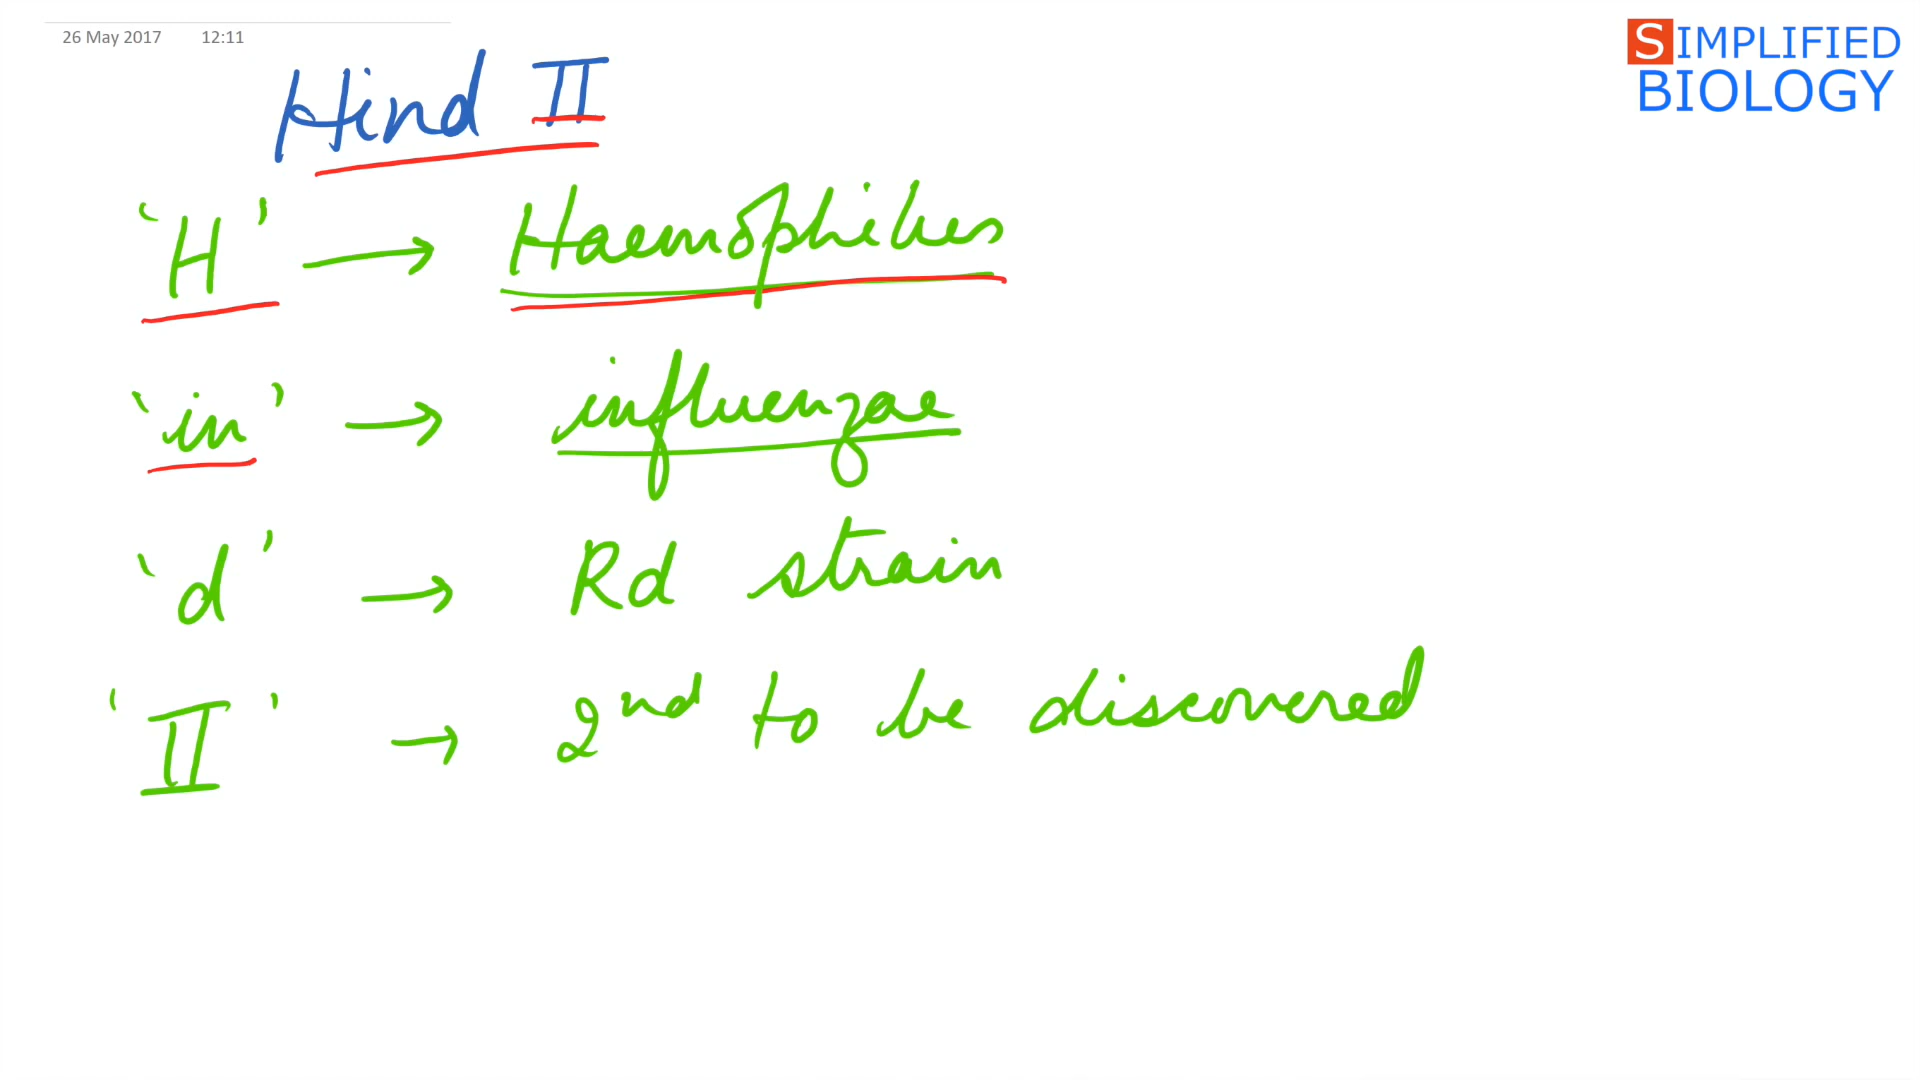 26 May 2017 12:11
SIMPLIFIED
BIOLOGY
Hind II
'H' → Haemophilus
'in' → influenzae
'd' → Rd strain
'II' → 2nd to be discovered